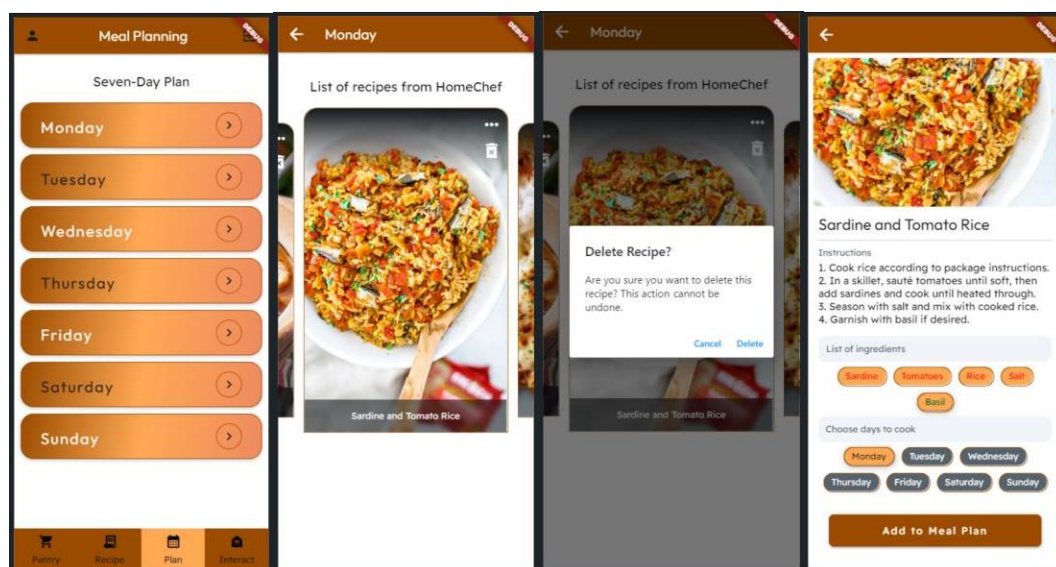 Meal Planning
DEBUG
Seven-Day Plan
Monday
Tuesday
Wednesday
Thursday
Friday
Saturday
Sunday
Pantry
Recipe
Plan
Interact
Monday
DEBUG
List of recipes from HomeChef
Sardine and Tomato Rice
Monday
DEBUG
List of recipes from HomeChef
Delete Recipe?
Are you sure you want to delete this
recipe? This action cannot be
undone.
Cancel Delete
Sardine and Tomato Rice
DEBUG
Sardine and Tomato Rice
Instructions
1. Cook rice according to package instructions.
2. In a skillet, sauté tomatoes until soft, then
add sardines and cook until heated through.
3. Season with salt and mix with cooked rice.
4. Garnish with basil if desired.
List of ingredients
Sardine Tomatoes Rice Salt
Basil
Choose days to cook
Monday Tuesday Wednesday
Thursday Friday Saturday Sunday
Add to Meal Plan